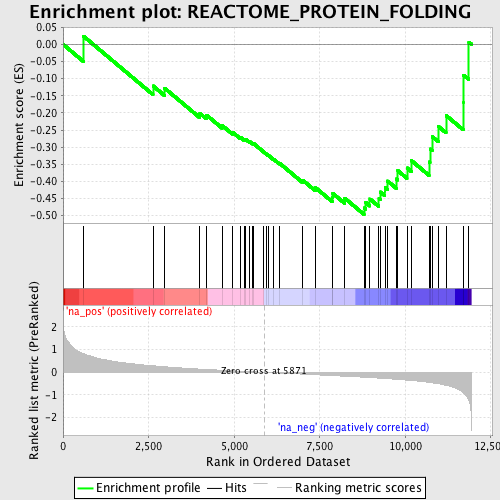 Enrichment plot: REACTOME_PROTEIN_FOLDING
Enrichment score (ES)
0.05
0.00
-0.05
-0.10
-0.15
-0.20
-0.25
-0.30
-0.35
-0.40
-0.45
-0.50
'na_pos' (positively correlated)
Ranked list metric (PreRanked)
2
1
0
-1
-2
Zero cross at 5871
'na_neg' (negatively correlated)
0 2,500 5,000 7,500 10,000 12,500
Rank in Ordered Dataset
Enrichment profile Hits Ranking metric scores